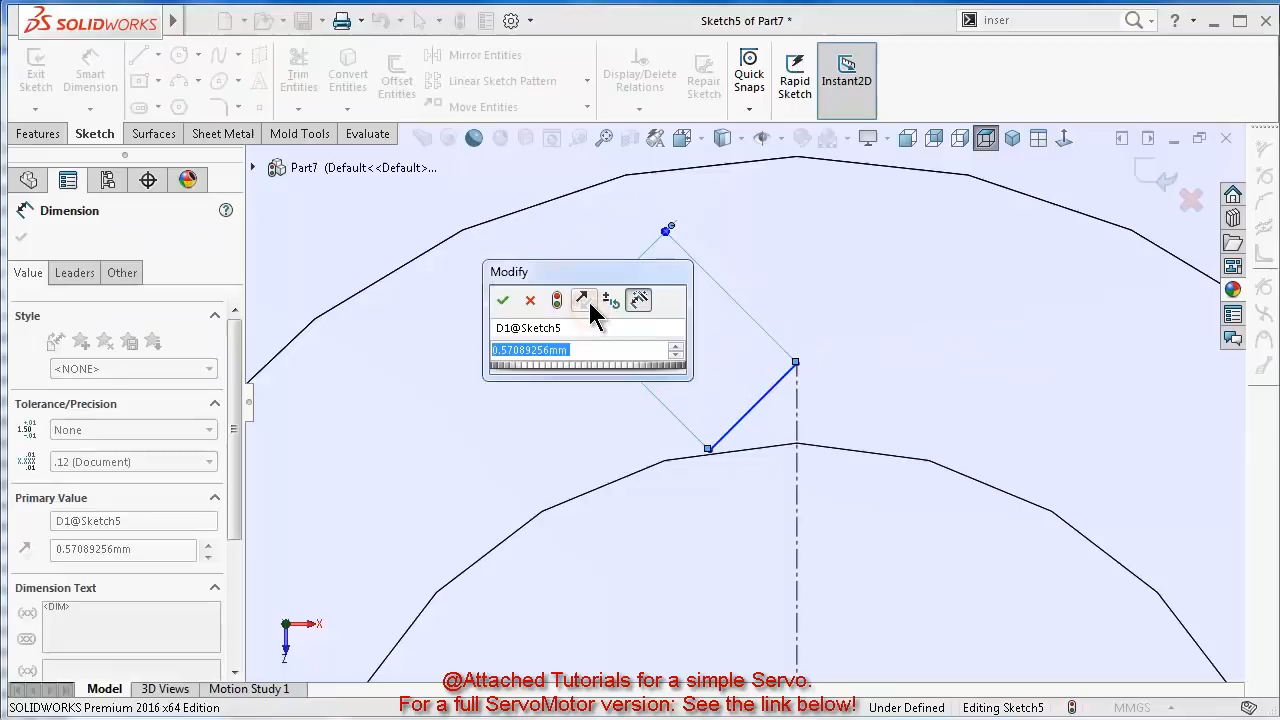 SOLIDWORKS
Sketch5 of Part7 *
inser
Exit Sketch
Smart Dimension
Trim Entities
Convert Entities
Offset Entities
Mirror Entities
Linear Sketch Pattern
Move Entities
Display/Delete Relations
Repair Sketch
Quick Snaps
Rapid Sketch
Instant2D
Features
Sketch
Surfaces
Sheet Metal
Mold Tools
Evaluate
Part7 (Default<<Default>...
Dimension
Value
Leaders
Other
Style
<NONE>
Tolerance/Precision
None
.12 (Document)
Primary Value
D1@Sketch5
0.57089256mm
Dimension Text
<DIM>
Modify
D1@Sketch5
0.57089256mm
X
Z
Model
3D Views
Motion Study 1
@Attached Tutorials for a simple Servo.
For a full ServoMotor version: See the link below!
SOLIDWORKS Premium 2016 x64 Edition
Under Defined
Editing Sketch5
MMGS